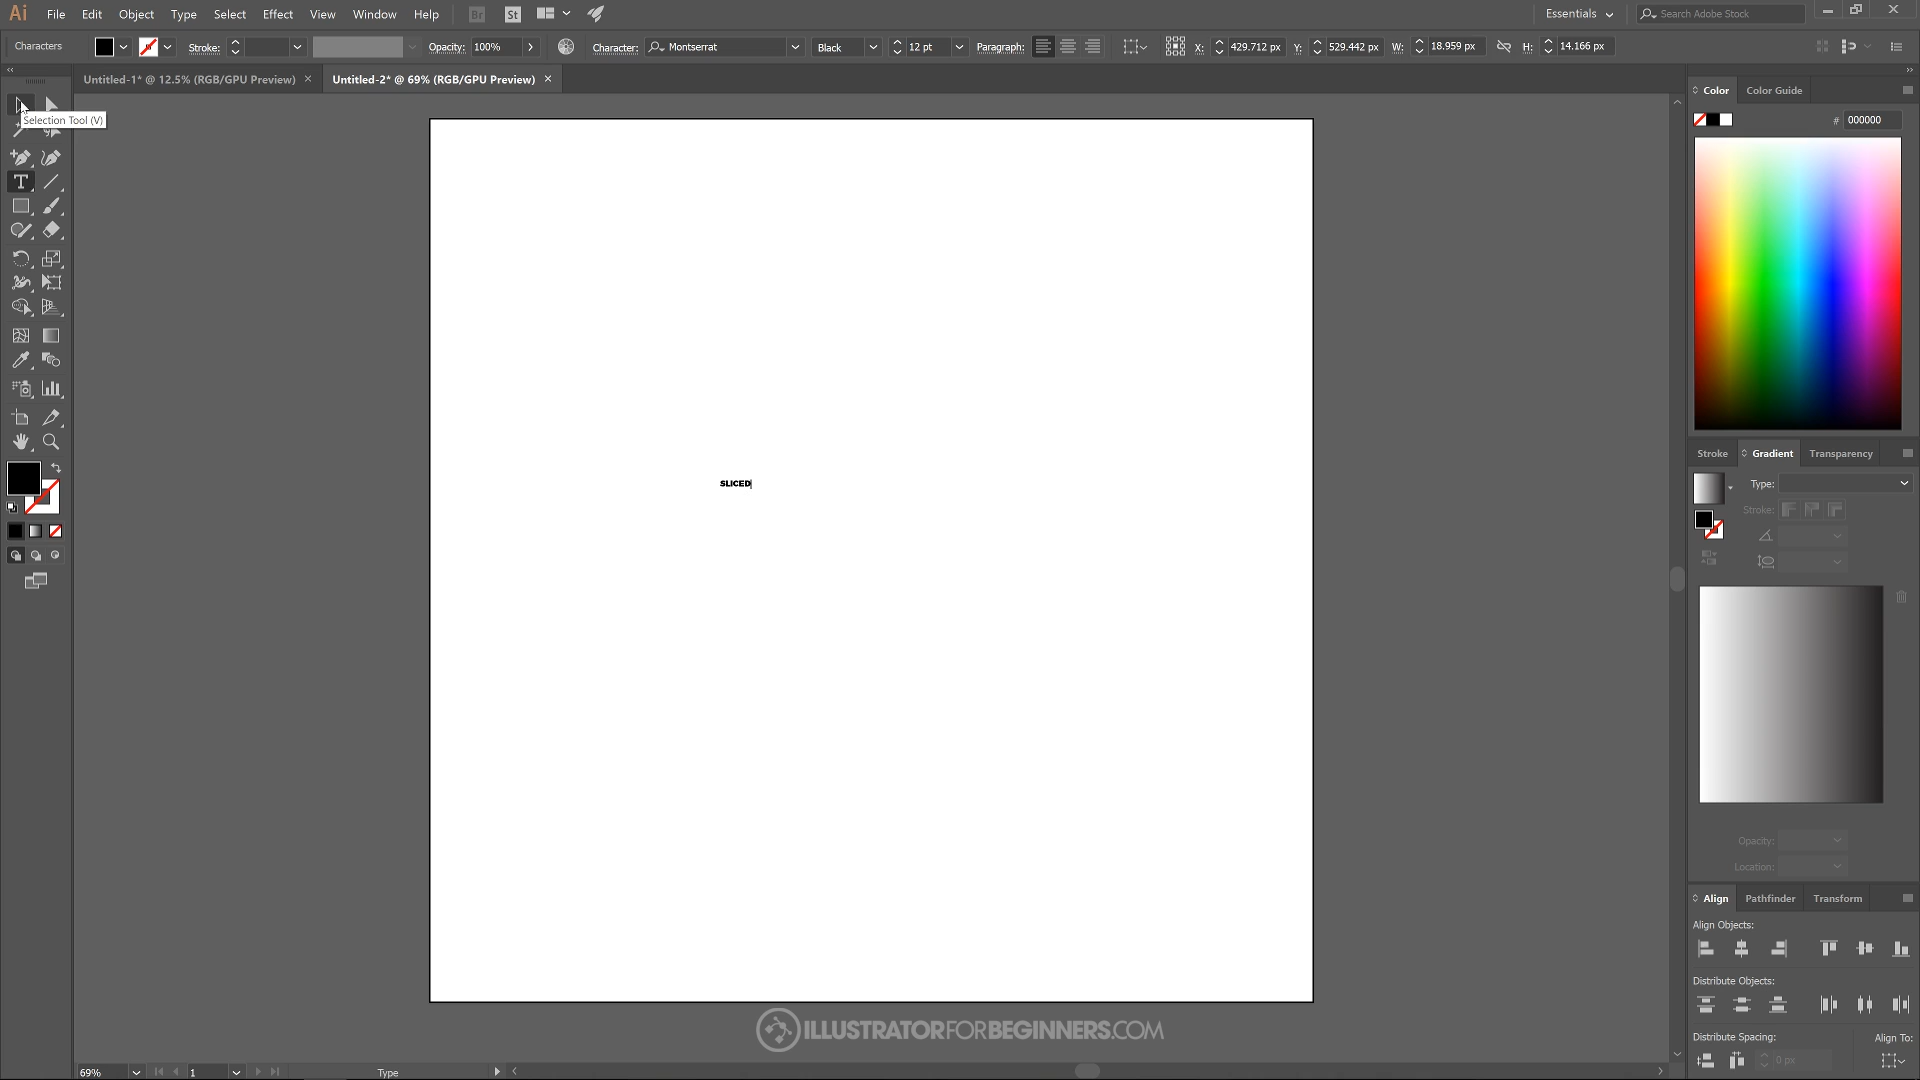 Ai File Edit Object Type Select Effect View Window Help Br St Essentials Search Adobe Stock
Characters Stroke: Opacity: 100% Character: Montserrat Black 12 pt Paragraph: X: 429.712 px Y: 529.442 px W: 18.959 px H: 14.166 px
Untitled-1* @ 12.5% (RGB/GPU Preview) × Untitled-2* @ 69% (RGB/GPU Preview) ×
Selection Tool (V)
T
SLICED
ILLUSTRATORFORBEGINNERS.COM
69% 1 Type
Color Color Guide
# 000000
Stroke Gradient Transparency
Type:
Stroke:
Opacity:
Location:
Align Pathfinder Transform
Align Objects:
Distribute Objects:
Distribute Spacing: Align To:
0 px